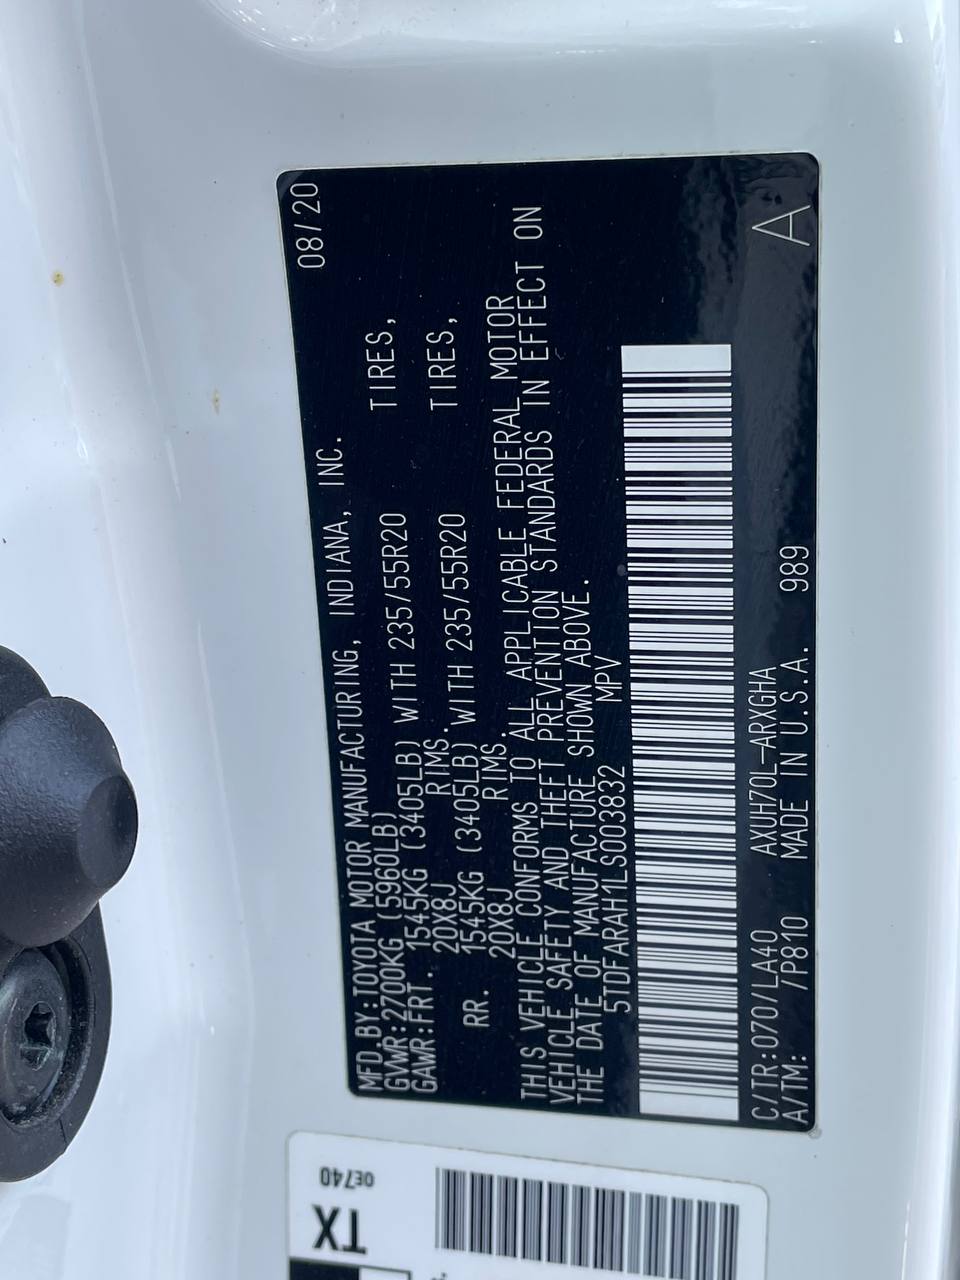 08/20
MFD.BY:TOYOTA MOTOR MANUFACTURING, INDIANA, INC.
GVWR:2700KG(5960LB)
GAWR:FRT. 1545KG (3405LB) WITH 235/55R20 TIRES,
20X8J RIMS.
RR. 1545KG (3405LB) WITH 235/55R20 TIRES,
20X8J RIMS.
THIS VEHICLE CONFORMS TO ALL APPLICABLE FEDERAL MOTOR
VEHICLE SAFETY AND THEFT PREVENTION STANDARDS IN EFFECT ON
THE DATE OF MANUFACTURE SHOWN ABOVE.
5TDFARAH1LS003832 MPV
C/TR:070/LA40 AXUH70L-ARXGHA
A/TM: /P810 MADE IN U.S.A. 989 A
0E740
TX